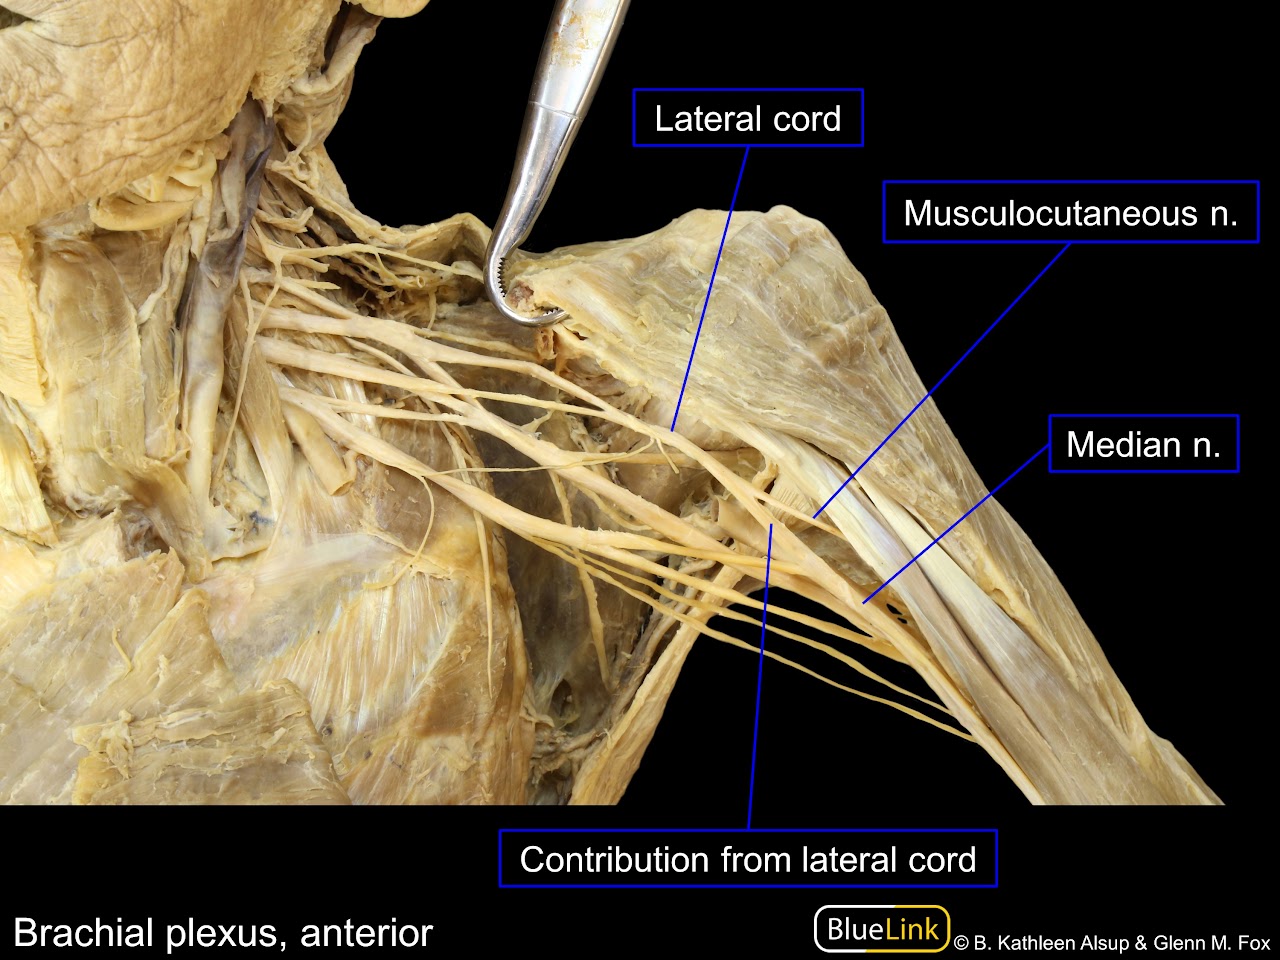 Lateral cord
Musculocutaneous n.
Median n.
Contribution from lateral cord
Brachial plexus, anterior
BlueLink
© B. Kathleen Alsup & Glenn M. Fox